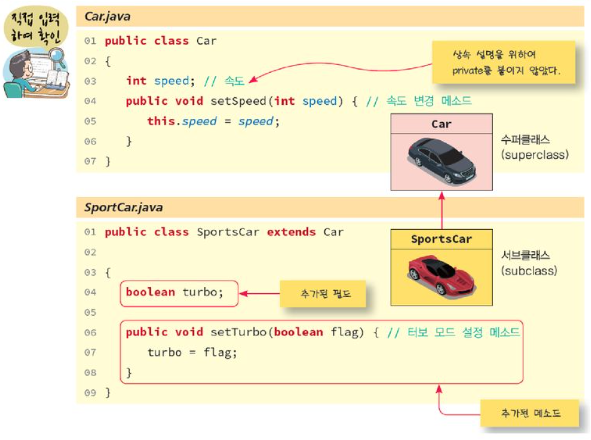 직접 입력
하여 확인
Car.java
01 public class Car
02 {
03 int speed; // 속도
04 public void setSpeed(int speed) { // 속도 변경 메소드
05 this.speed = speed;
06 }
07 }
상속 설명을 위하여
private를 붙이지 않았다.
Car
수퍼클래스
(superclass)
SportCar.java
01 public class SportsCar extends Car
02
03 {
04 boolean turbo;
05
06 public void setTurbo(boolean flag) { // 터보 모드 설정 메소드
07 turbo = flag;
08 }
09 }
추가된 필드
SportsCar
서브클래스
(subclass)
추가된 메소드